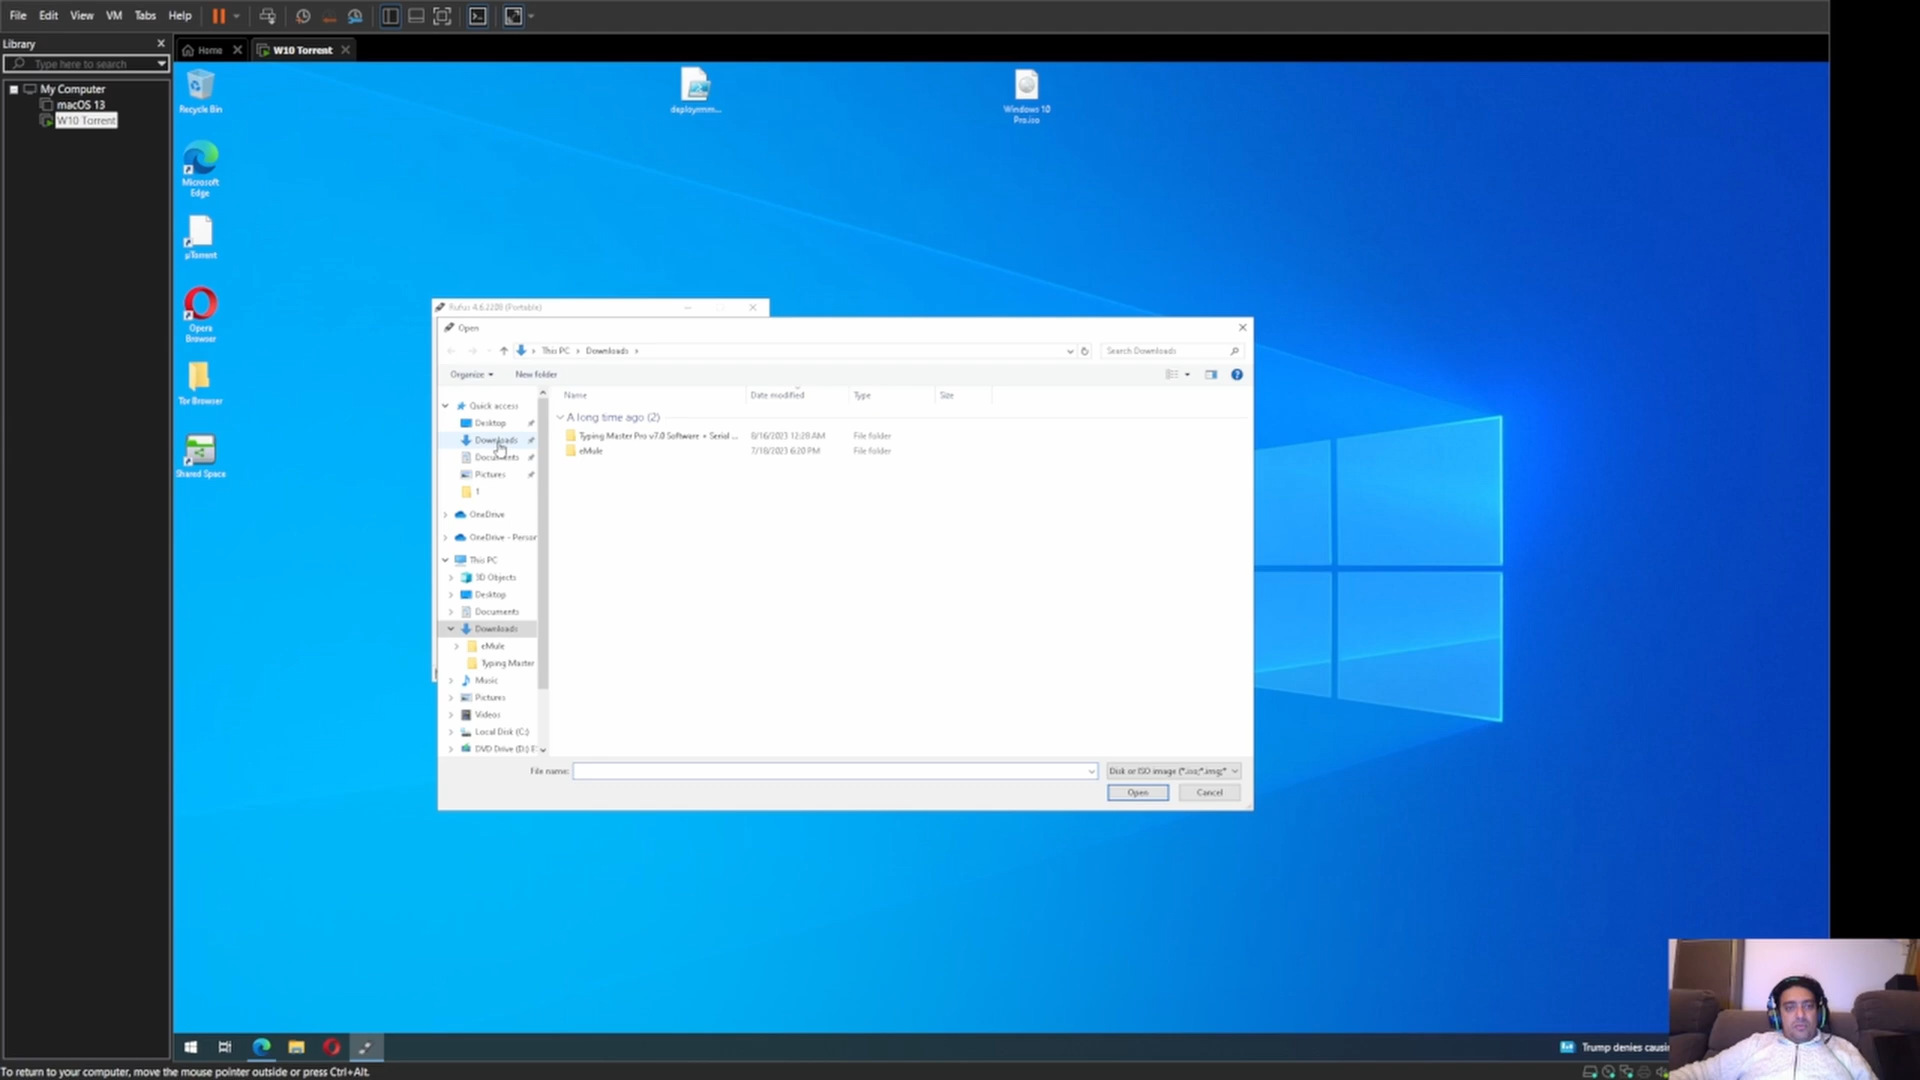 File Edit View VM Tabs Help
Library
Home
W10 Torrent
Type here to search
My Computer
macOS 13
W10 Torrent
Recycle Bin
deployrmm...
Windows 10
Pro.iso
Microsoft
Edge
µTorrent
Opera
Browser
Tor Browser
Shared Space
Rufus 4.6.2208 (Portable)
Open
This PC > Downloads >
Search Downloads
Organize
New folder
Name
Date modified
Type
Size
Quick access
Desktop
Downloads
Documents
Pictures
1
OneDrive
OneDrive - Person
This PC
3D Objects
Desktop
Documents
Downloads
eMule
Typing Master
Music
Pictures
Videos
Local Disk (C:)
DVD Drive (D:) E
A long time ago (2)
Typing Master Pro v7.0 Software + Serial ...
8/16/2023 12:28 AM
File folder
eMule
7/18/2023 6:20 PM
File folder
File name:
Disk or ISO image (*.iso;*.img;*
Open
Cancel
Trump denies causi
To return to your computer, move the mouse pointer outside or press Ctrl+Alt.